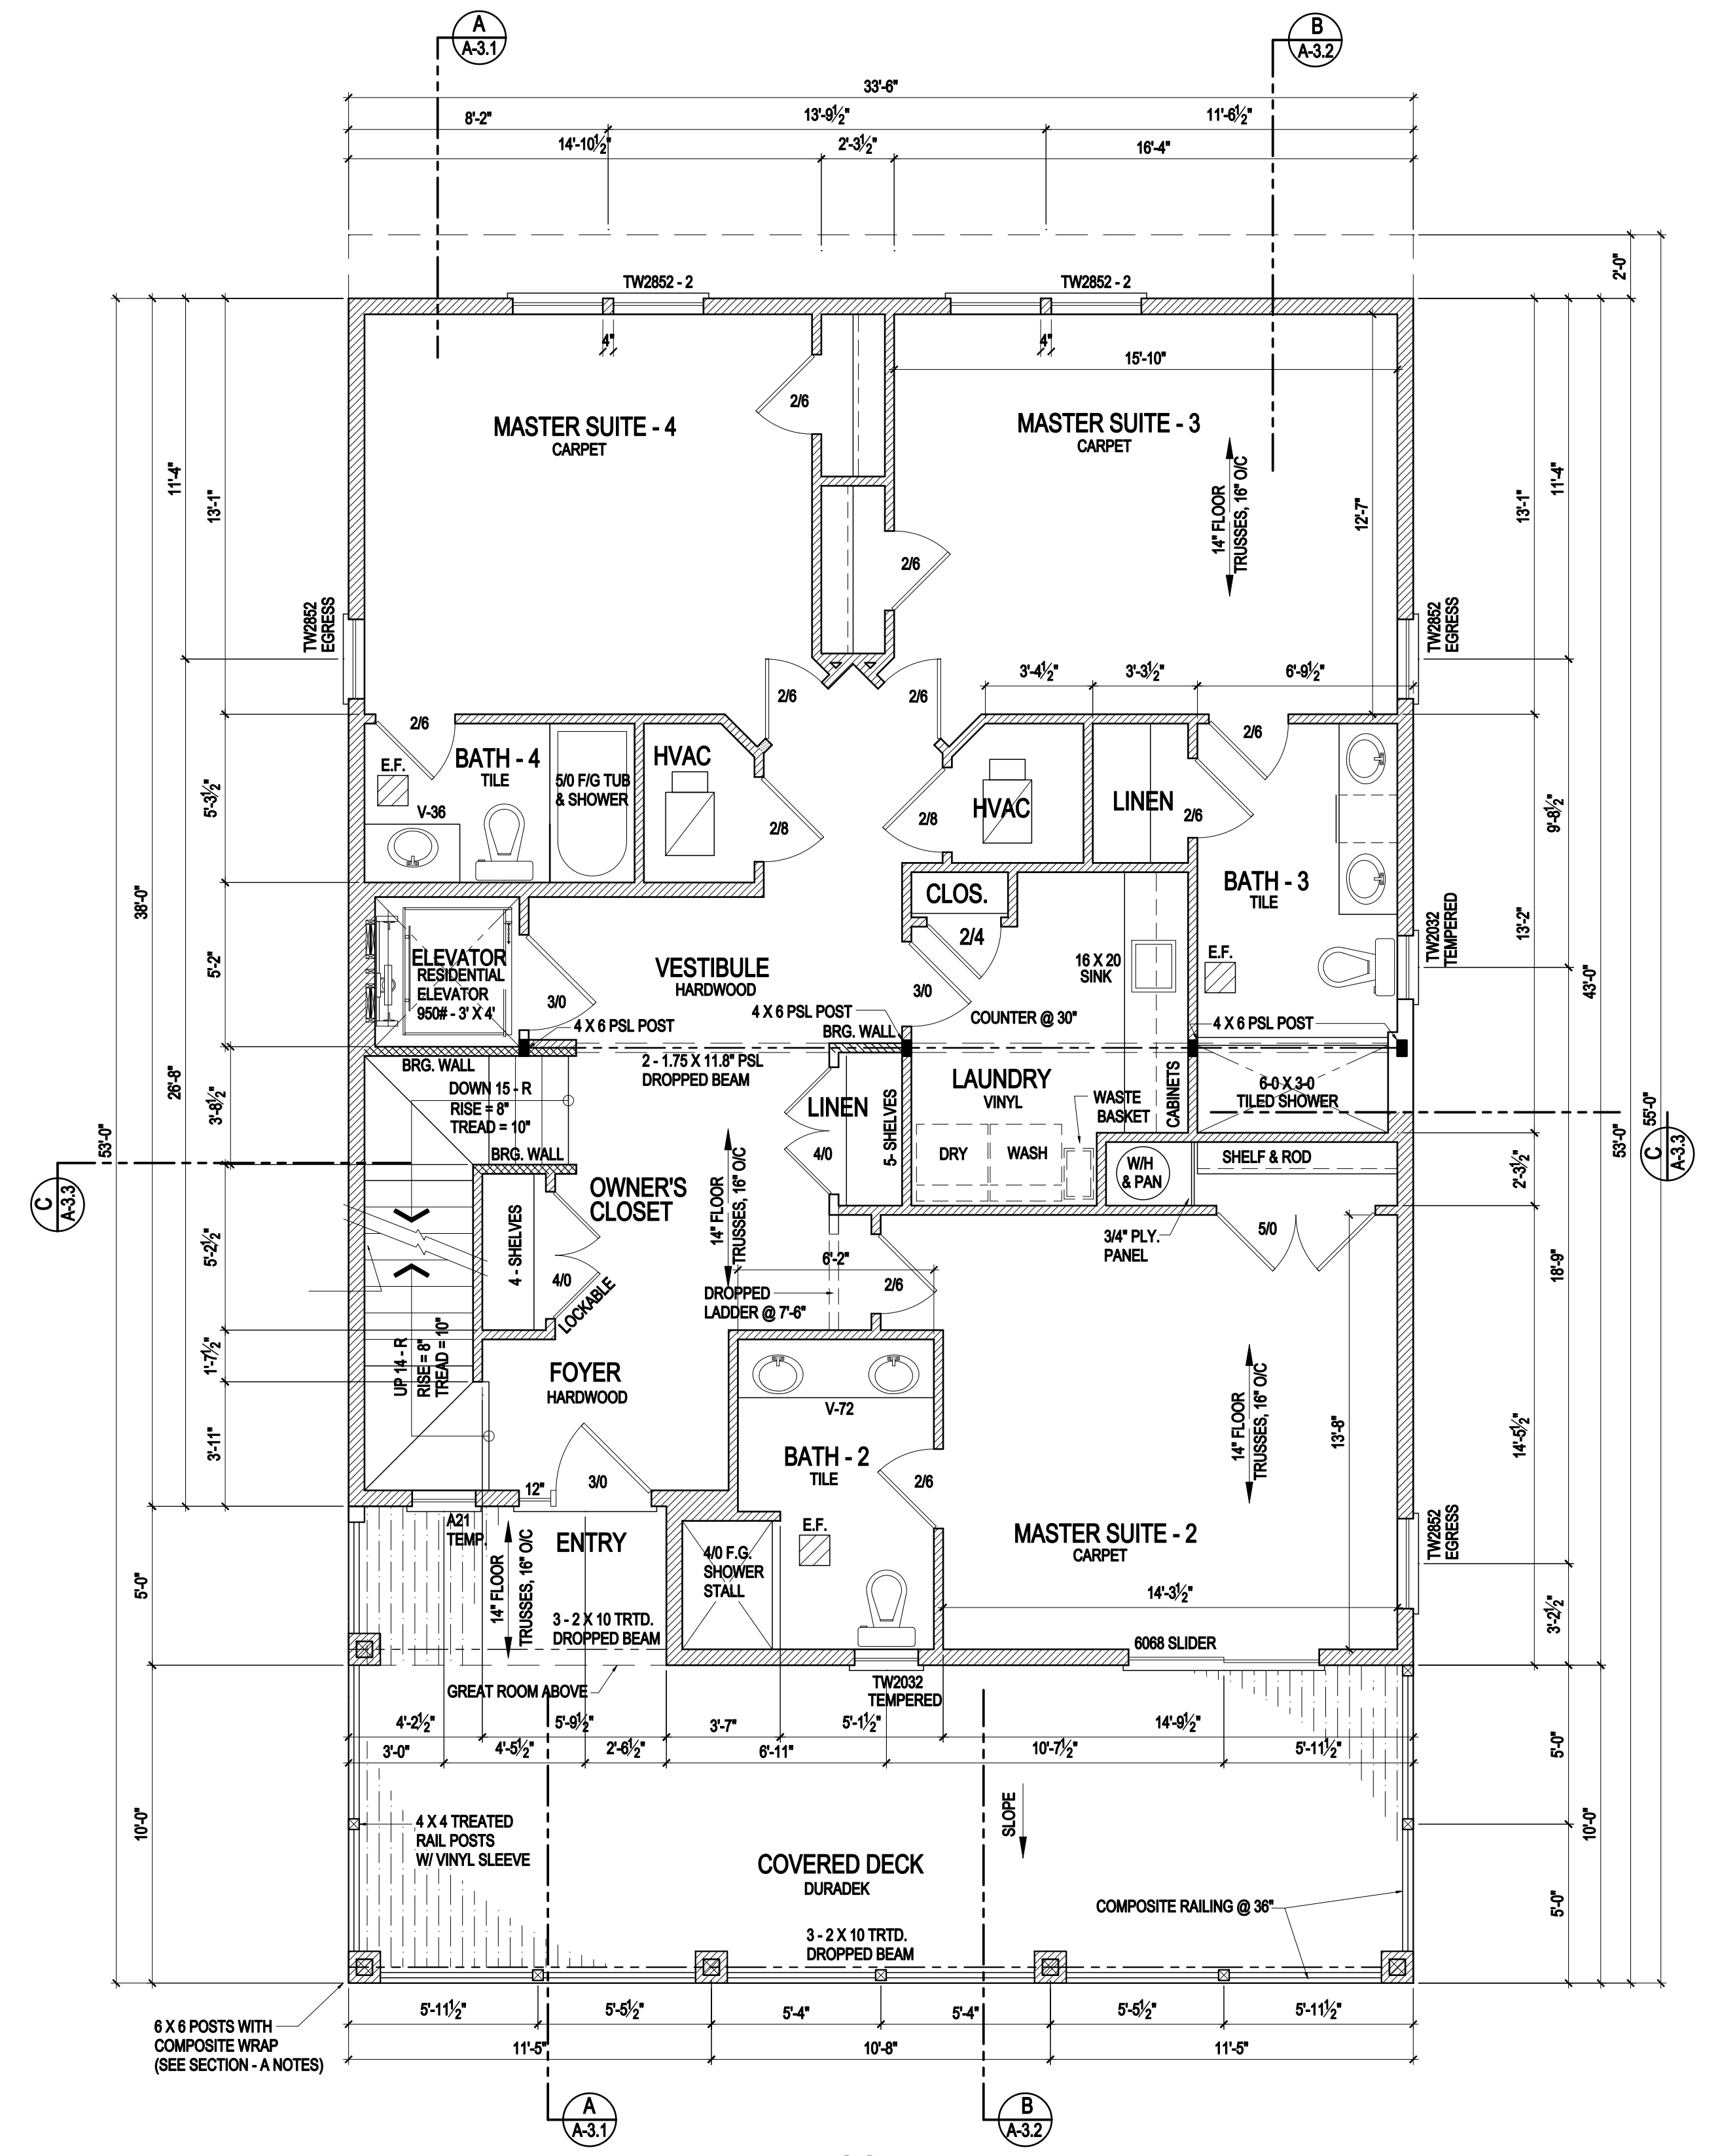 A
A-3.1
B
A-3.2
33'-6"
8'-2"
13'-9½"
11'-6½"
14'-10½"
2'-3½"
16'-4"
2'-0"
TW2852 - 2
TW2852 - 2
4"
4"
15'-10"
2/6
MASTER SUITE - 4
CARPET
MASTER SUITE - 3
CARPET
14" FLOOR
TRUSSES, 16" O/C
12'-7"
11'-4"
13'-1"
13'-1"
11'-4"
2/6
TW2852
EGRESS
TW2852
EGRESS
3'-4½"
3'-3½"
6'-9½"
2/6
2/6
2/6
2/6
BATH - 4
TILE
E.F.
V-36
5/0 F/G TUB
& SHOWER
HVAC
2/8
2/8
HVAC
LINEN
2/6
5'-3½"
9'-8½"
38'-0"
BATH - 3
TILE
CLOS.
2/4
TW2032
TEMPERED
13'-2"
43'-0"
5'-2"
ELEVATOR
RESIDENTIAL
ELEVATOR
950# - 3' X 4'
VESTIBULE
HARDWOOD
3/0
3/0
16 X 20
SINK
E.F.
4 X 6 PSL POST
4 X 6 PSL POST
BRG. WALL
COUNTER @ 30"
4 X 6 PSL POST
BRG. WALL
2 - 1.75 X 11.8" PSL
DROPPED BEAM
DOWN 15 - R
RISE = 8"
TREAD = 10"
BRG. WALL
LINEN
4/0
5- SHELVES
LAUNDRY
VINYL
WASTE
BASKET
CABINETS
6-0 X 3-0
TILED SHOWER
26'-8"
3'-8½"
53'-0"
53'-0"
55'-0"
C
A-3.3
C
A-3.3
DRY
WASH
W/H
& PAN
SHELF & ROD
2'-3½"
OWNER'S
CLOSET
4 - SHELVES
4/0
LOCKABLE
14" FLOOR
TRUSSES, 16" O/C
6'-2"
DROPPED
LADDER @ 7'-6"
2/6
3/4" PLY.
PANEL
5/0
5'-2½"
18'-9"
1'-7½"
UP 14 - R
RISE = 8"
TREAD = 10"
FOYER
HARDWOOD
V-72
14" FLOOR
TRUSSES, 16" O/C
13'-8"
14'-5½"
3'-11"
BATH - 2
TILE
2/6
12"
3/0
A21
TEMP.
ENTRY
E.F.
4/0 F.G.
SHOWER
STALL
MASTER SUITE - 2
CARPET
TW2852
EGRESS
14" FLOOR
TRUSSES, 16" O/C
5'-0"
14'-3½"
3'-2½"
3 - 2 X 10 TRTD.
DROPPED BEAM
6068 SLIDER
GREAT ROOM ABOVE
TW2032
TEMPERED
4'-2½"
5'-9½"
3'-7"
5'-1½"
14'-9½"
3'-0"
4'-5½"
2'-6½"
6'-11"
10'-7½"
5'-11½"
5'-0"
10'-0"
SLOPE
4 X 4 TREATED
RAIL POSTS
W/ VINYL SLEEVE
10'-0"
COVERED DECK
DURADEK
COMPOSITE RAILING @ 36"
5'-0"
3 - 2 X 10 TRTD.
DROPPED BEAM
5'-11½"
5'-5½"
5'-4"
5'-4"
5'-5½"
5'-11½"
6 X 6 POSTS WITH
COMPOSITE WRAP
(SEE SECTION - A NOTES)
11'-5"
10'-8"
11'-5"
A
A-3.1
B
A-3.2